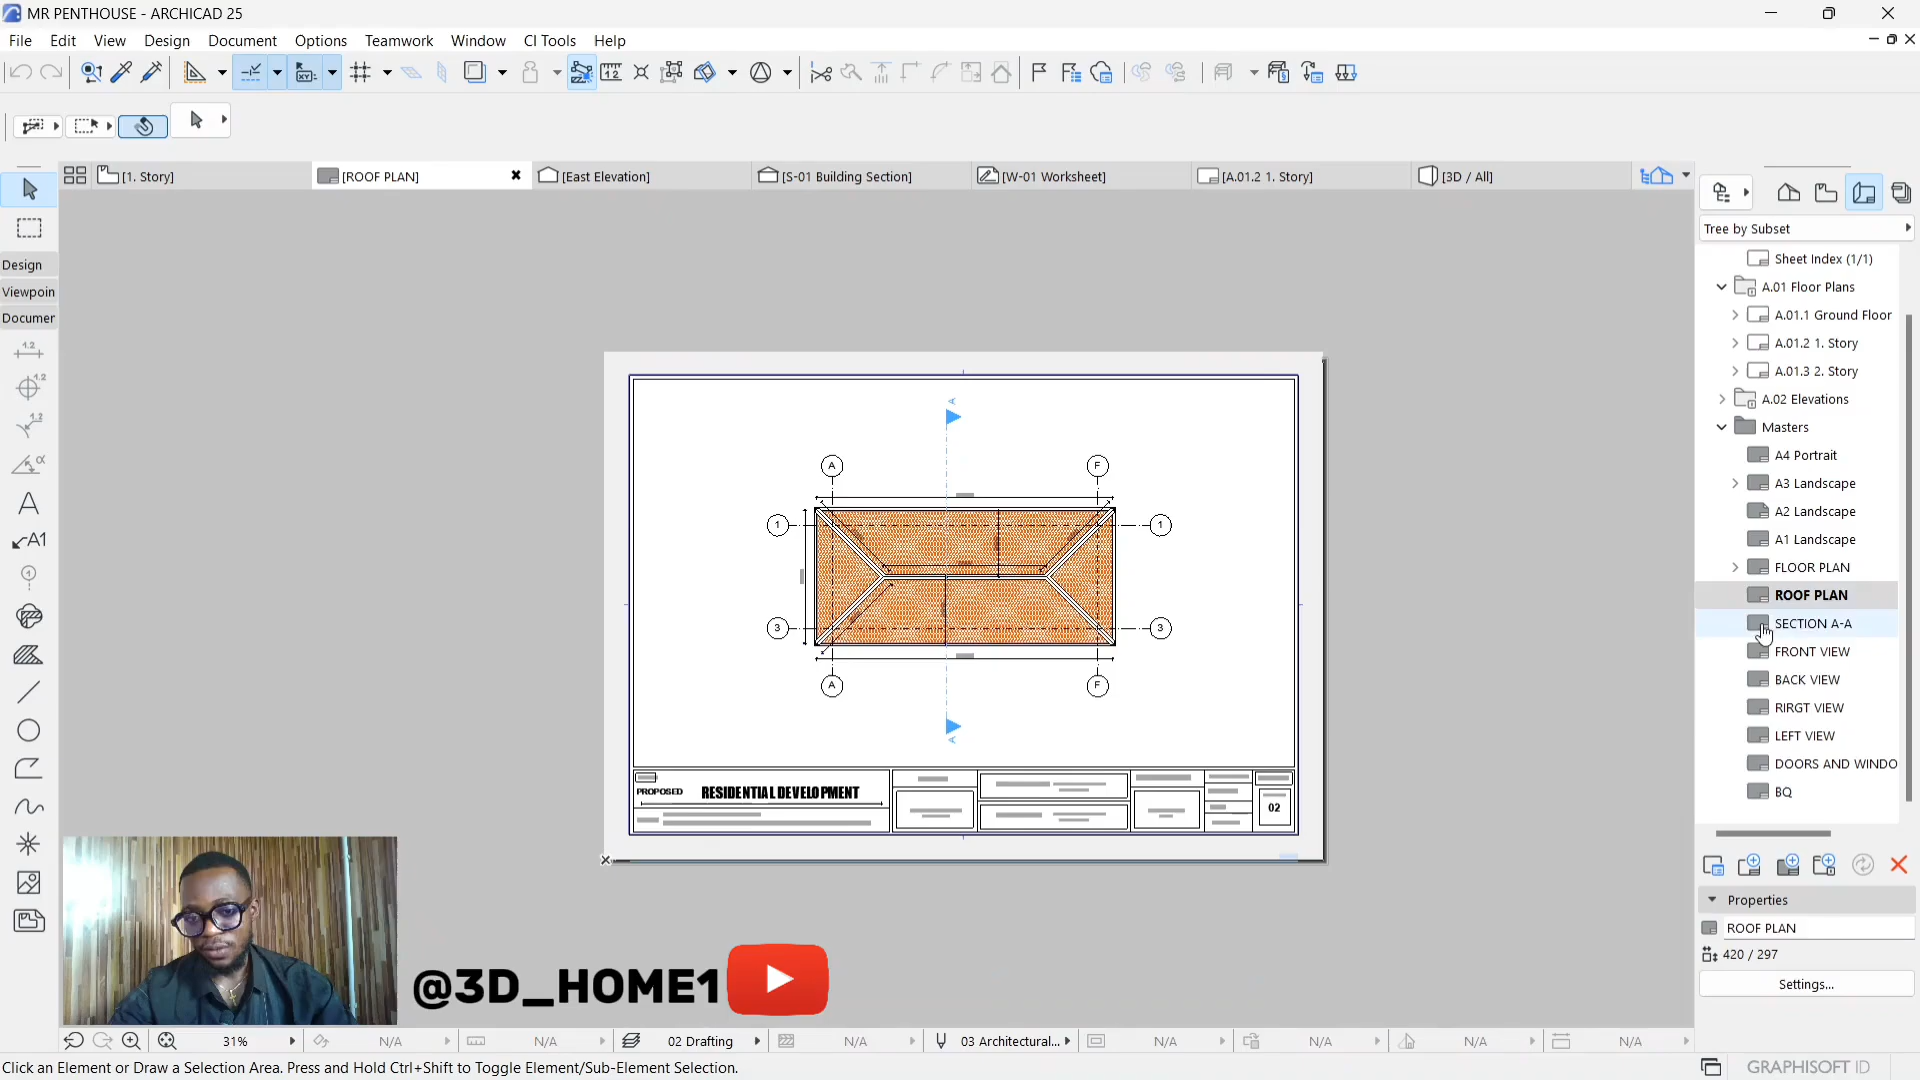 MR PENTHOUSE - ARCHICAD 25
File Edit View Design Document Options Teamwork Window CI Tools Help
[1. Story]
[ROOF PLAN]
[East Elevation]
[S-01 Building Section]
[W-01 Worksheet]
[A.01.2 1. Story]
[3D / All]
Design
Viewpoin
Documer
Tree by Subset
Sheet Index (1/1)
A.01 Floor Plans
A.01.1 Ground Floor
A.01.2 1. Story
A.01.3 2. Story
A.02 Elevations
Masters
A4 Portrait
A3 Landscape
A2 Landscape
A1 Landscape
FLOOR PLAN
ROOF PLAN
SECTION A-A
FRONT VIEW
BACK VIEW
RIRGT VIEW
LEFT VIEW
DOORS AND WINDO
BQ
Properties
ROOF PLAN
420 / 297
Settings...
A
A F
1 1
3 3
A F
A
PROPOSED RESIDENTIAL DEVELOPMENT
02
@3D_HOME1
31% N/A N/A 02 Drafting N/A 03 Architectural... N/A N/A N/A N/A
Click an Element or Draw a Selection Area. Press and Hold Ctrl+Shift to Toggle Element/Sub-Element Selection.
GRAPHISOFT ID